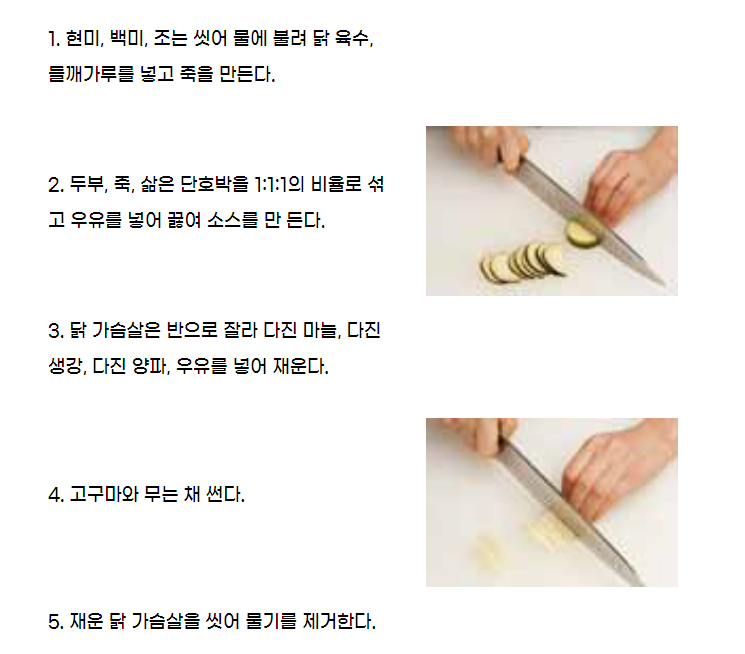 1. 현미, 백미, 조는 씻어 물에 불려 닭 육수,
들깨가루를 넣고 죽을 만든다.
2. 두부, 죽, 삶은 단호박을 1:1:1의 비율로 섞
고 우유를 넣어 끓여 소스를 만 든다.
3. 닭 가슴살은 반으로 잘라 다진 마늘, 다진
생강, 다진 양파, 우유를 넣어 재운다.
4. 고구마와 무는 채 썬다.
5. 재운 닭 가슴살을 씻어 물기를 제거한다.